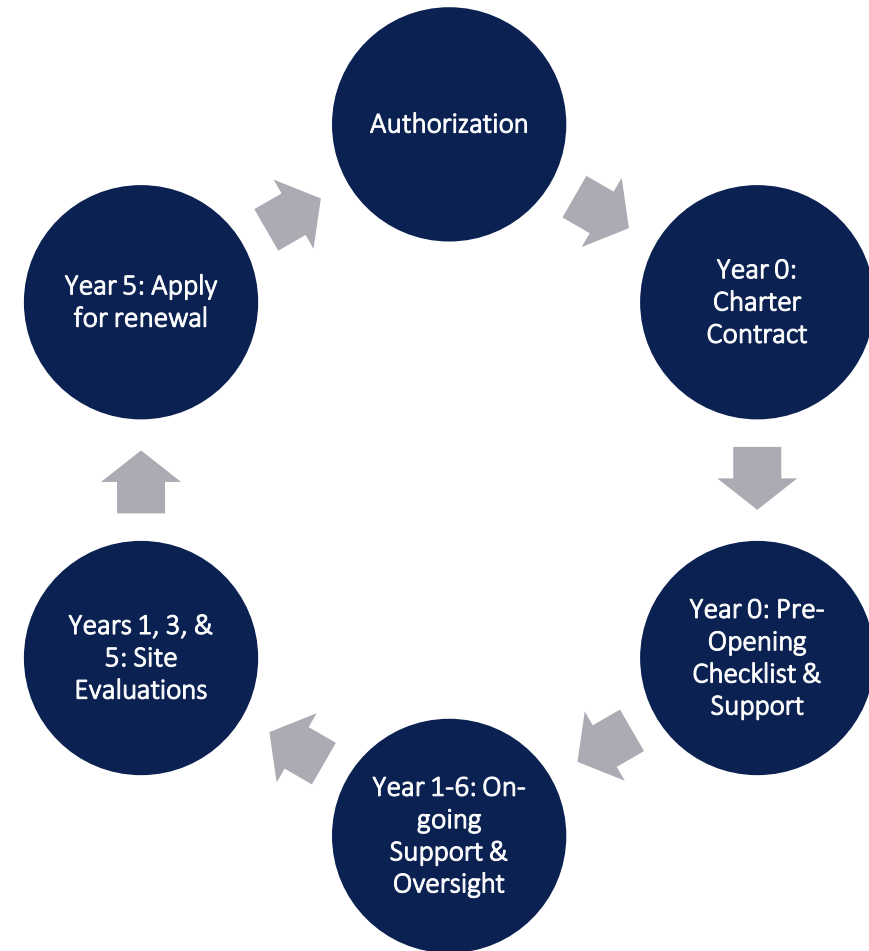 Authorization
Year 0:
Charter
Contract
Year 0: Pre-
Opening
Checklist &
Support
Year 1-6: On-
going
Support &
Oversight
Years 1, 3, &
5: Site
Evaluations
Year 5: Apply
for renewal